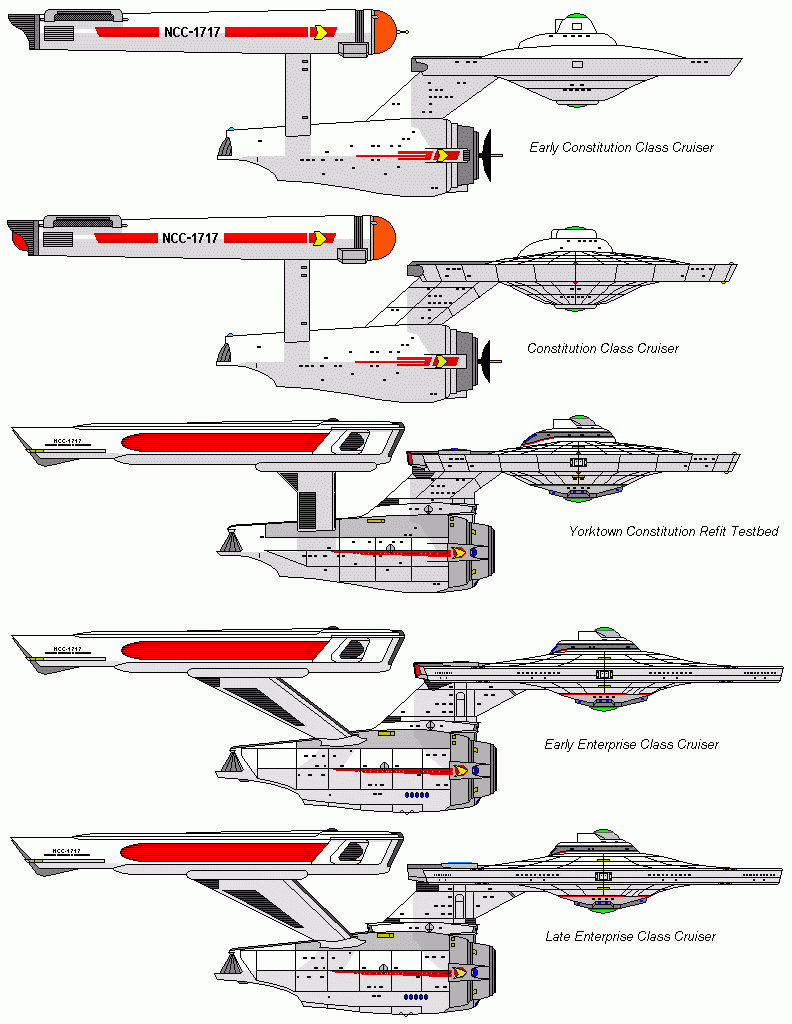 NCC-1717
Early Constitution Class Cruiser
NCC-1717
Constitution Class Cruiser
NCC-1717
Yorktown Constitution Refit Testbed
NCC-1717
Early Enterprise Class Cruiser
NCC-1717
Late Enterprise Class Cruiser